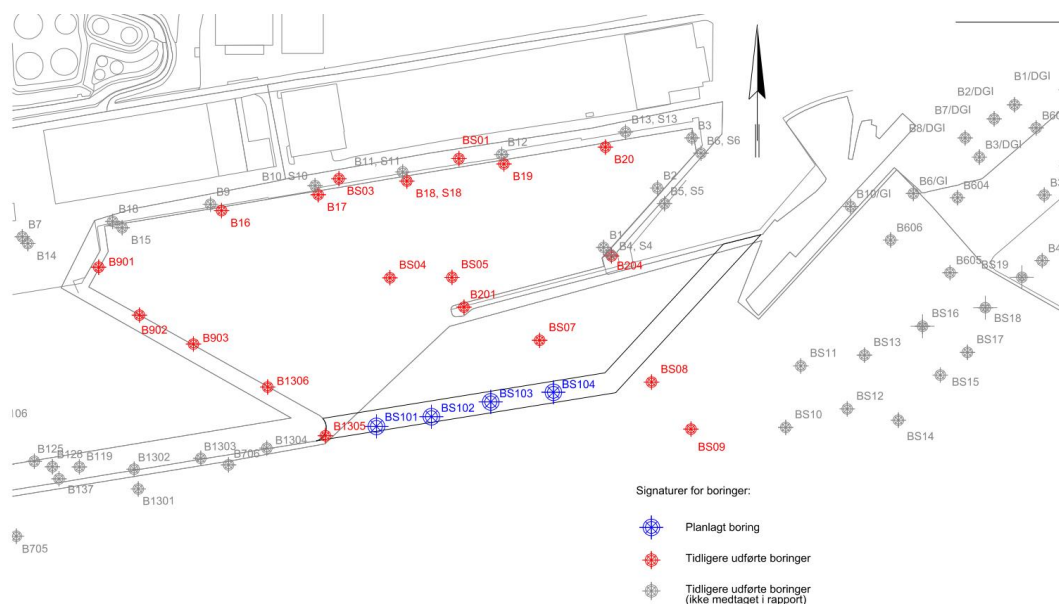 B1/DGI
B2/DGI
B7/DGI
B60
B8/DGI
B3/DGI
B13, S13
B3
B6, S6
BS01
B12
B20
B11, S11
B19
B10, S10
BS03
B18, S18
B2
B5, S5
B6/GI
B604
B3
B9
B17
B10/GI
B16
B18
B15
B7
B14
B1
B4, S4
B606
B204
B4
B901
BS04
BS05
B605
BS19
B201
BS18
B902
BS16
BS07
B903
BS11
BS13
BS17
B1306
BS104
BS08
BS15
BS103
BS12
BS102
106
BS101
BS10
BS14
B1305
BS09
B125
B128
B119
B1302
B1303
B706
B1304
B137
B1301
B705
Signaturer for boringer:
Planlagt boring
Tidligere udførte boringer
Tidligere udførte boringer
(ikke medtaget i rapport)